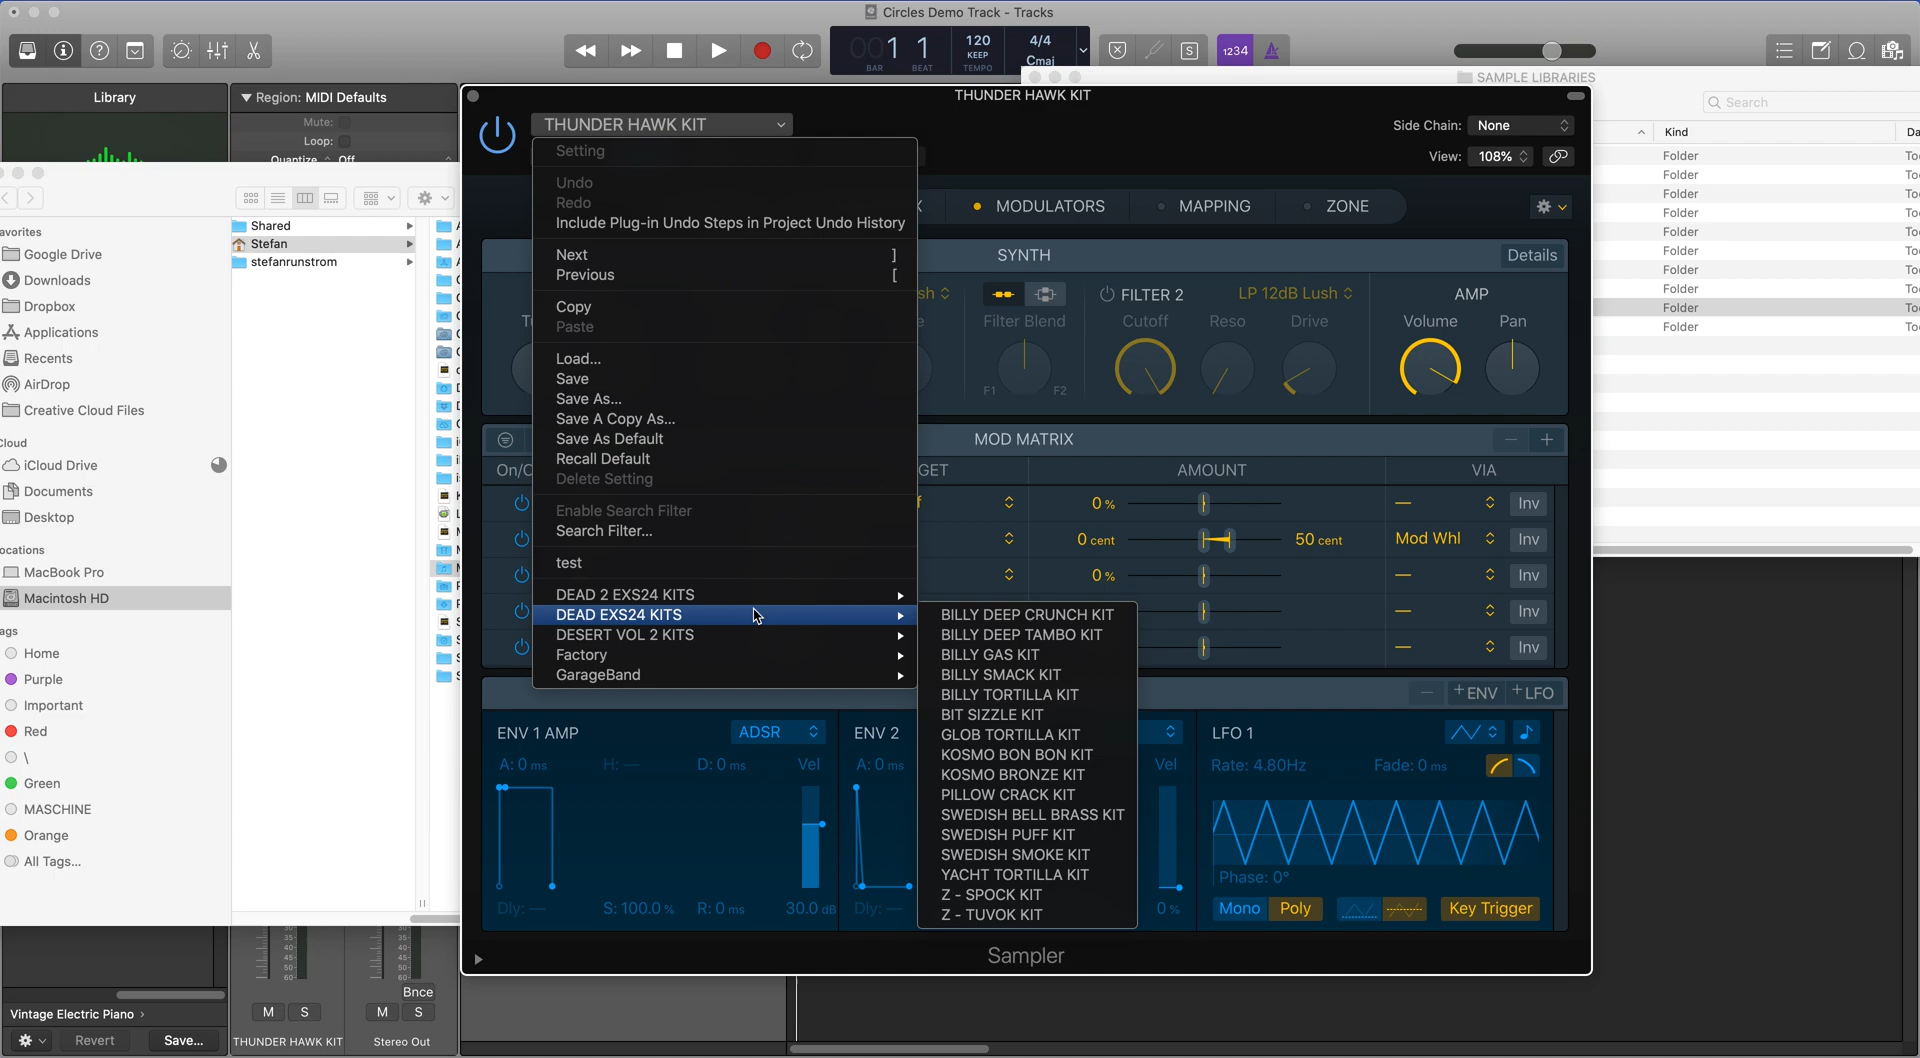 Circles Demo Track - Tracks
1 1
BAR BEAT
120
KEEP
TEMPO
4/4
Cmaj
1234
S
Library
Region: MIDI Defaults
Mute:
Loop:
Quantize Off
SAMPLE LIBRARIES
Search
Kind
Folder
Folder
Folder
Folder
Folder
Folder
Folder
Folder
Folder
Folder
THUNDER HAWK KIT
THUNDER HAWK KIT
Side Chain: None
View: 108%
MODULATORS
MAPPING
ZONE
SYNTH
Details
FILTER 2
LP 12dB Lush
AMP
Filter Blend
Cutoff
Reso
Drive
Volume
Pan
F1
F2
MOD MATRIX
AMOUNT
VIA
0 %
Inv
0 cent
50 cent
Mod Whl
Inv
0 %
Inv
Inv
Inv
+ ENV
+ LFO
ENV 1 AMP
ADSR
A: 0 ms
H: —
D: 0 ms
Vel
Dly: —
S: 100.0 %
R: 0 ms
30.0 dB
ENV 2
A: 0 ms
Vel
Dly: —
0 %
LFO 1
Rate: 4.80Hz
Fade: 0 ms
Phase: 0°
Mono
Poly
Key Trigger
Sampler
Setting
Undo
Redo
Include Plug-in Undo Steps in Project Undo History
Next ]
Previous [
Copy
Paste
Load...
Save
Save As...
Save A Copy As...
Save As Default
Recall Default
Delete Setting
Enable Search Filter
Search Filter...
test
DEAD 2 EXS24 KITS
DEAD EXS24 KITS
DESERT VOL 2 KITS
Factory
GarageBand
BILLY DEEP CRUNCH KIT
BILLY DEEP TAMBO KIT
BILLY GAS KIT
BILLY SMACK KIT
BILLY TORTILLA KIT
BIT SIZZLE KIT
GLOB TORTILLA KIT
KOSMO BON BON KIT
KOSMO BRONZE KIT
PILLOW CRACK KIT
SWEDISH BELL BRASS KIT
SWEDISH PUFF KIT
SWEDISH SMOKE KIT
YACHT TORTILLA KIT
Z - SPOCK KIT
Z - TUVOK KIT
avorites
Google Drive
Downloads
Dropbox
Applications
Recents
AirDrop
Creative Cloud Files
loud
iCloud Drive
Documents
Desktop
ocations
MacBook Pro
Macintosh HD
ags
Home
Purple
Important
Red
\
Green
MASCHINE
Orange
All Tags...
Shared
Stefan
stefanrunstrom
Vintage Electric Piano
Revert
Save...
M S
THUNDER HAWK KIT
Bnce
M S
Stereo Out